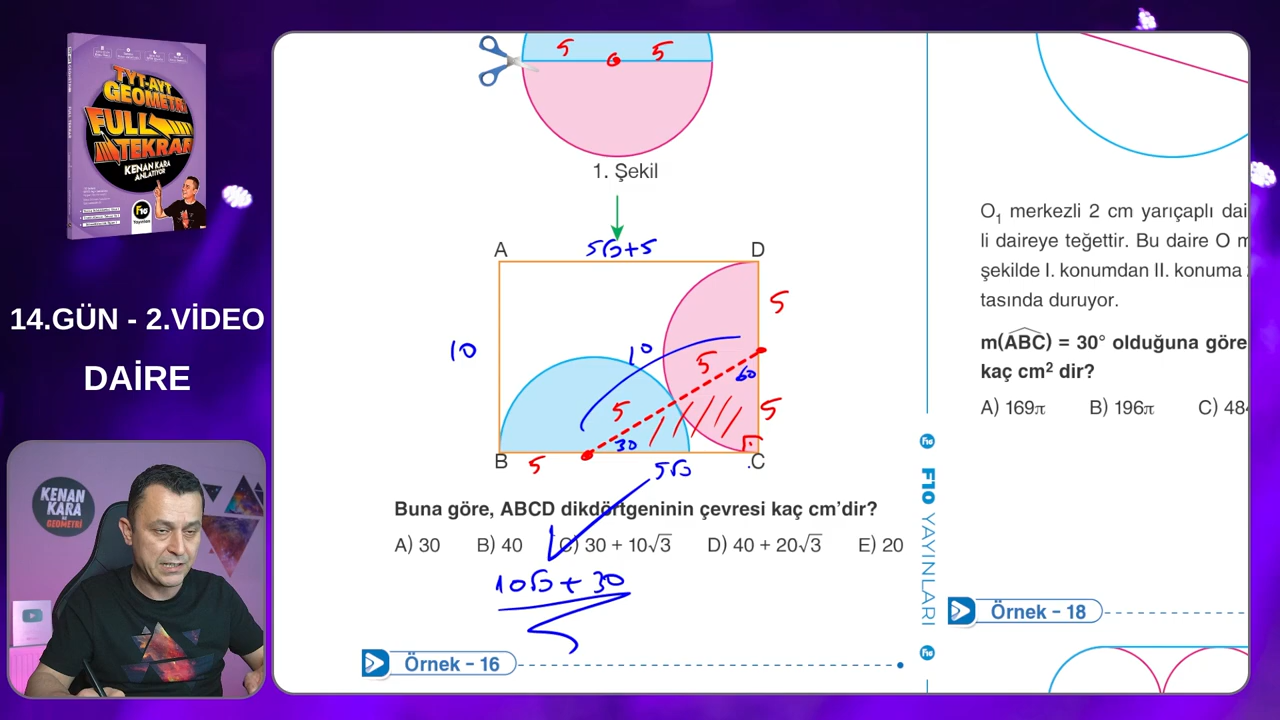 TYT-AYT
GEOMETRİ
FULL
TEKRAR
KENAN KARA
ANLATIYOR
F10
14.GÜN - 2.VİDEO
DAİRE
KENAN
KARA
GEOMETRİ
5 5
1. Şekil
5√3+5
A D
10
5
10
5
60
5
5
30
B 5 5√3 C
Buna göre, ABCD dikdörtgeninin çevresi kaç cm'dir?
A) 30 B) 40 C) 30 + 10√3 D) 40 + 20√3 E) 20
10√3 + 30
Örnek - 16
F10 YAYINLARI
O₁ merkezli 2 cm yarıçaplı dai
li daireye teğettir. Bu daire O m
şekilde I. konumdan II. konuma
tasında duruyor.
m(ABC) = 30° olduğuna göre
kaç cm² dir?
A) 169π B) 196π C) 484
Örnek - 18